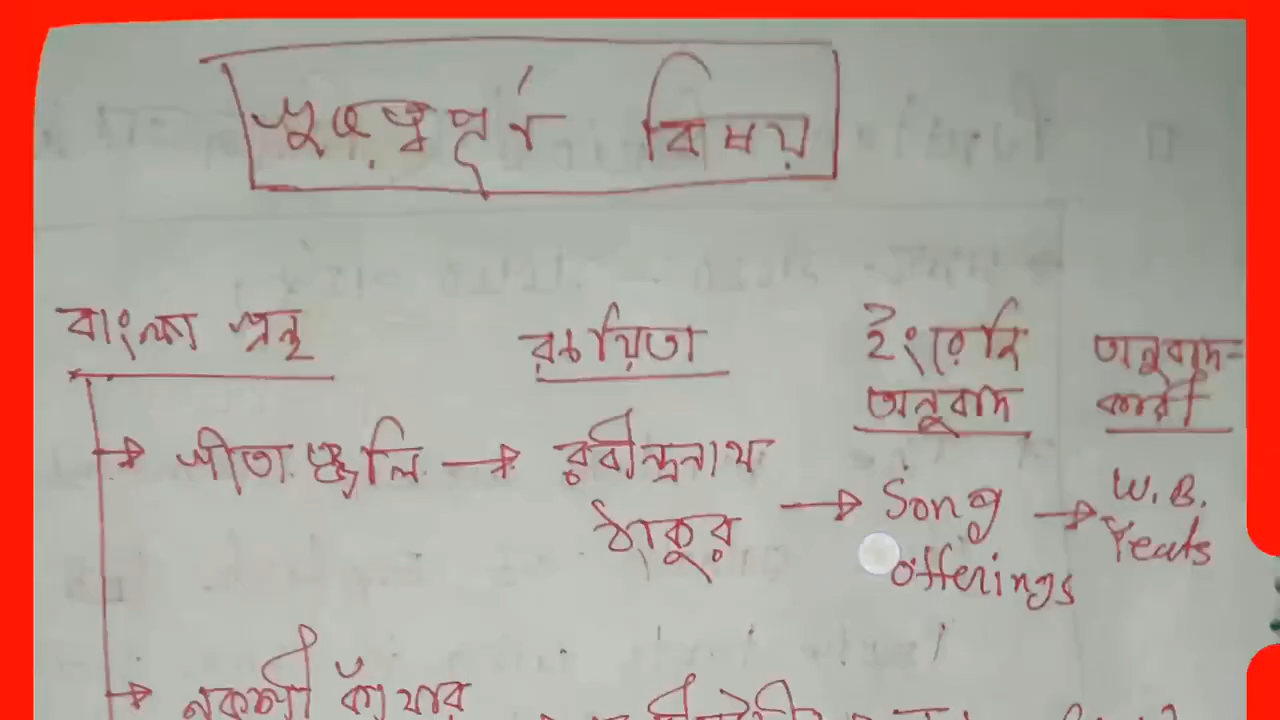 গুরুত্বপূর্ণ বিষয়
বাংলা গ্রন্থ রচয়িতা ইংরেজি অনুবাদ অনুবাদ-কারী
গীতাঞ্জলি → রবীন্দ্রনাথ ঠাকুর → Song offerings → W.B. Yeats
নকশী কাঁথার